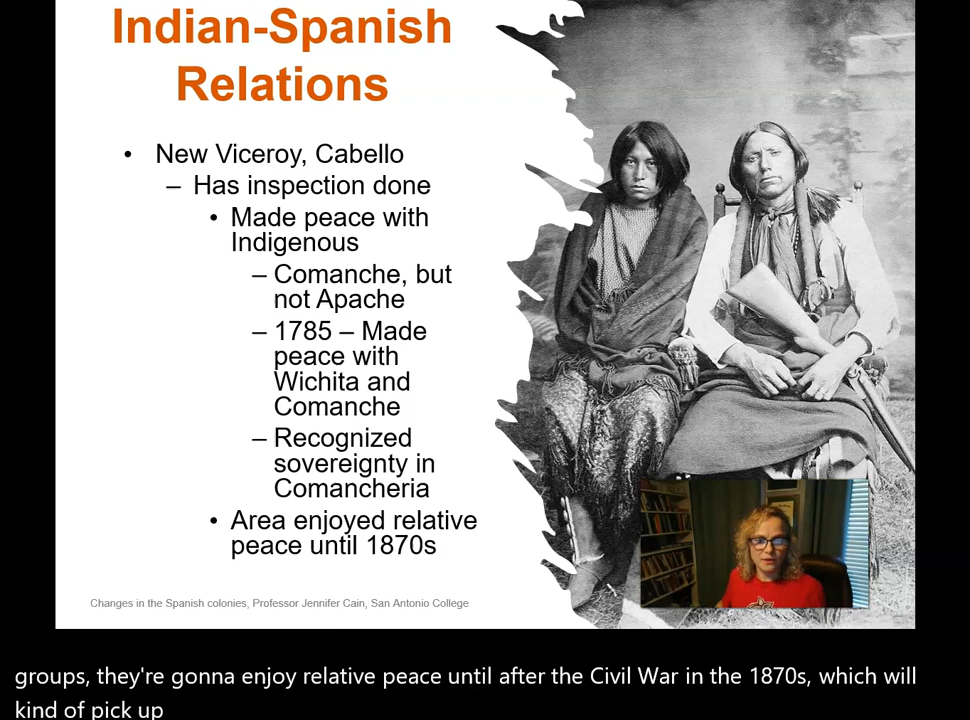 Indian-Spanish
Relations
• New Viceroy, Cabello
– Has inspection done
• Made peace with
Indigenous
– Comanche, but
not Apache
– 1785 – Made
peace with
Wichita and
Comanche
– Recognized
sovereignty in
Comancheria
• Area enjoyed relative
peace until 1870s
Changes in the Spanish colonies, Professor Jennifer Cain, San Antonio College
groups, they're gonna enjoy relative peace until after the Civil War in the 1870s, which will
kind of pick up